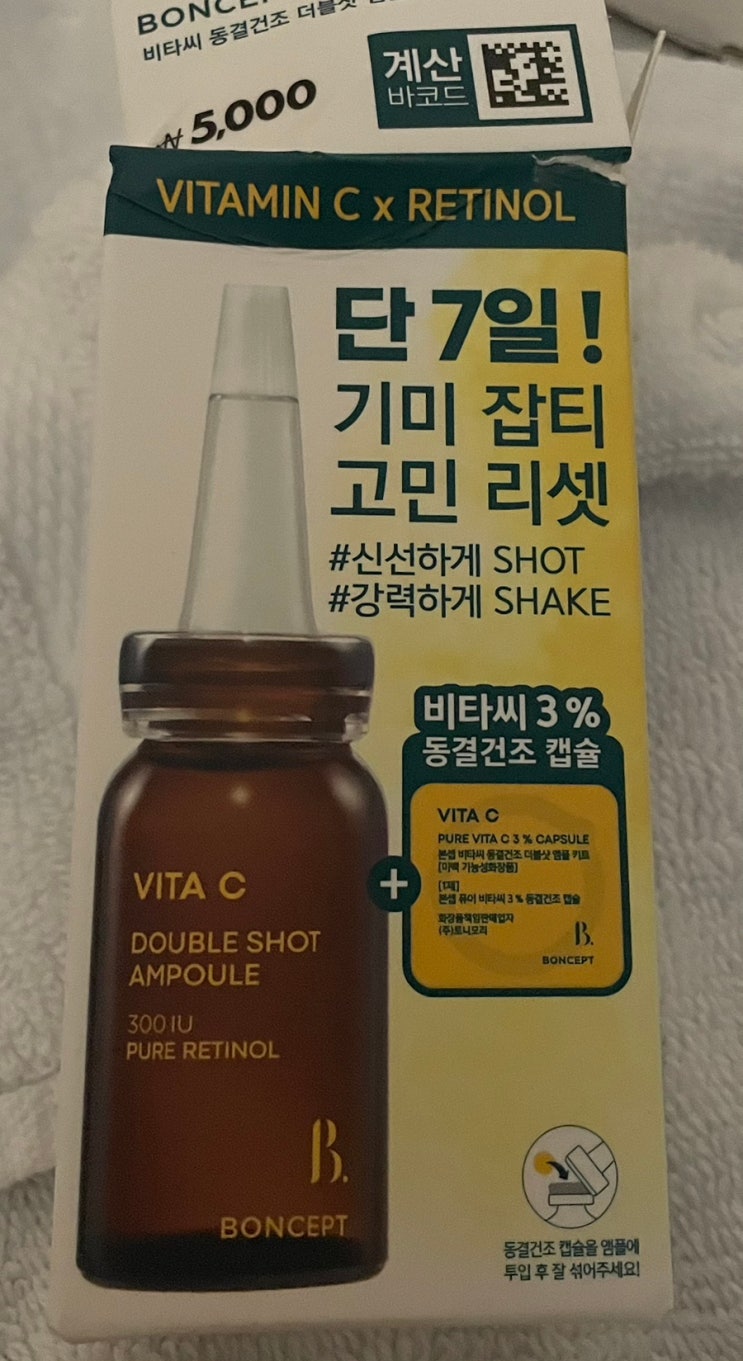 BONCE
비타씨 동결건조 더블샷
계산
바코드
₩ 5,000
VITAMIN C x RETINOL
단 7일!
기미 잡티
고민 리셋
#신선하게 SHOT
#강력하게 SHAKE
비타씨 3%
동결건조 캡슐
VITA C
PURE VITA C 3% CAPSULE
본셉 비타씨 동결건조 더블샷 앰플 키트
[미백 기능성화장품]
[1제]
본셉 퓨어 비타씨 3% 동결건조 캡슐
화장품책임판매업자
(주)토니모리
B.
BONCEPT
+
VITA C
DOUBLE SHOT
AMPOULE
300 IU
PURE RETINOL
B.
BONCEPT
동결건조 캡슐을 앰플에
투입 후 잘 섞어주세요!